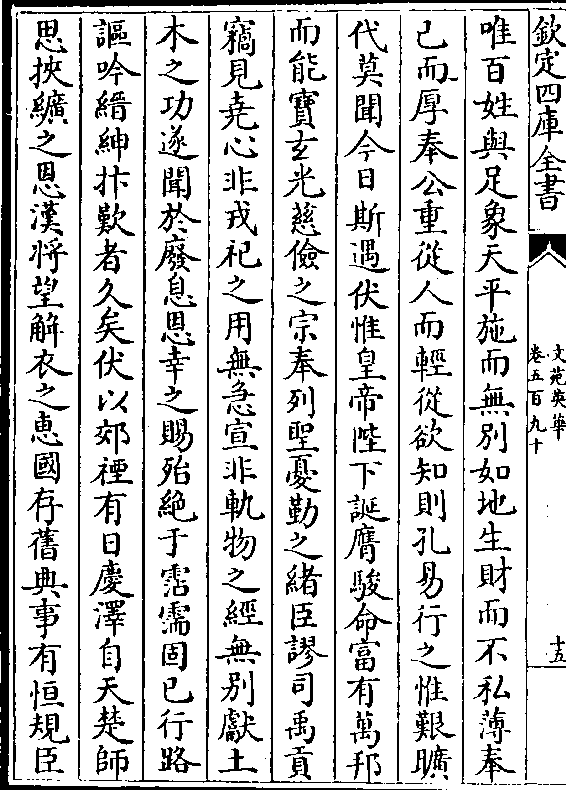 欽定四庫全書
文苑英華
卷五百九十
十五
唯百姓與足象天平施而無別如地生財而不私薄奉
己而厚奉公重從人而輕從欲知則孔易行之惟艱曠
代莫聞今日斯遇伏惟皇帝陛下誕膺駿命富有萬邦
而能寶玄光慈儉之宗奉列聖憂勤之緒臣謬司禹貢
竊見堯心非戎祀之用無急宣非軌物之經無別獻土
木之功遂聞於廢息恩幸之賜殆絶于霑濡固已行路
謳吟縉紳抃歎者久矣伏以郊禋有日慶澤自天楚師
思挾纊之恩漢將望解衣之惠國存舊典事有恒規臣